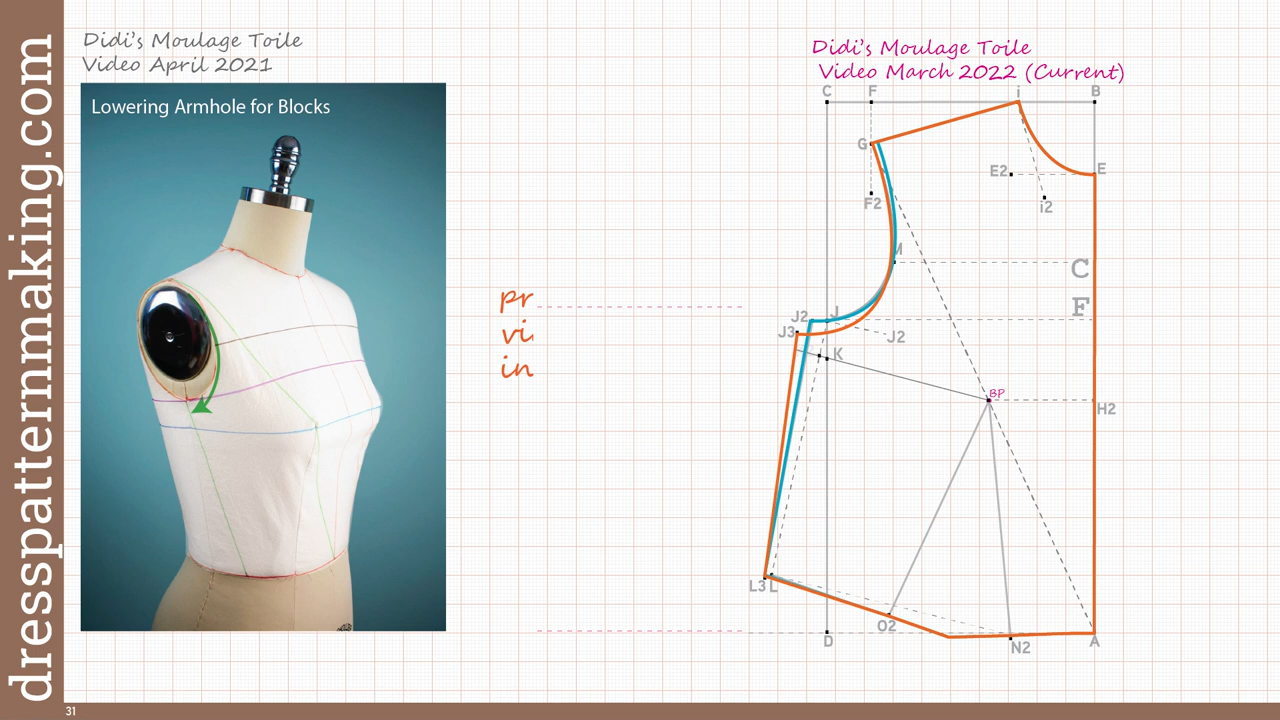 dresspatternmaking.com
Didi's Moulage Toile
Video April 2021
Lowering Armhole for Blocks
Didi's Moulage Toile
Video March 2022 (Current)
C
F
i
B
G
E2
E
F2
i2
M
C
F
pr
vi
in
J2
J
J3
J2
K
BP
H2
L3
L
O2
D
N2
A
31